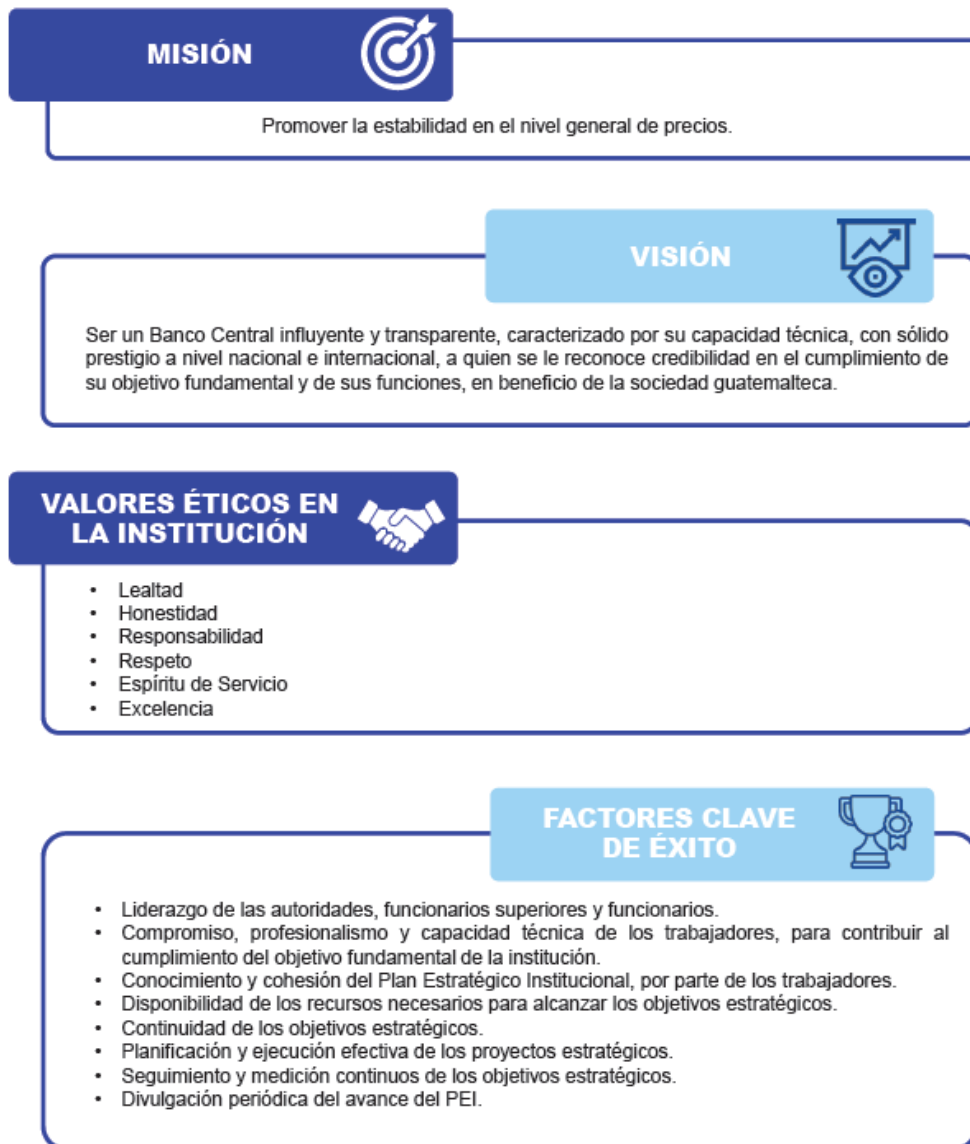 MISIÓN
Promover la estabilidad en el nivel general de precios.
VISIÓN
Ser un Banco Central influyente y transparente, caracterizado por su capacidad técnica, con sólido
prestigio a nivel nacional e internacional, a quien se le reconoce credibilidad en el cumplimiento de
su objetivo fundamental y de sus funciones, en beneficio de la sociedad guatemalteca.
VALORES ÉTICOS EN
LA INSTITUCIÓN
• Lealtad
• Honestidad
• Responsabilidad
• Respeto
• Espíritu de Servicio
• Excelencia
FACTORES CLAVE
DE ÉXITO
• Liderazgo de las autoridades, funcionarios superiores y funcionarios.
• Compromiso, profesionalismo y capacidad técnica de los trabajadores, para contribuir al
cumplimiento del objetivo fundamental de la institución.
• Conocimiento y cohesión del Plan Estratégico Institucional, por parte de los trabajadores.
• Disponibilidad de los recursos necesarios para alcanzar los objetivos estratégicos.
• Continuidad de los objetivos estratégicos.
• Planificación y ejecución efectiva de los proyectos estratégicos.
• Seguimiento y medición continuos de los objetivos estratégicos.
• Divulgación periódica del avance del PEI.